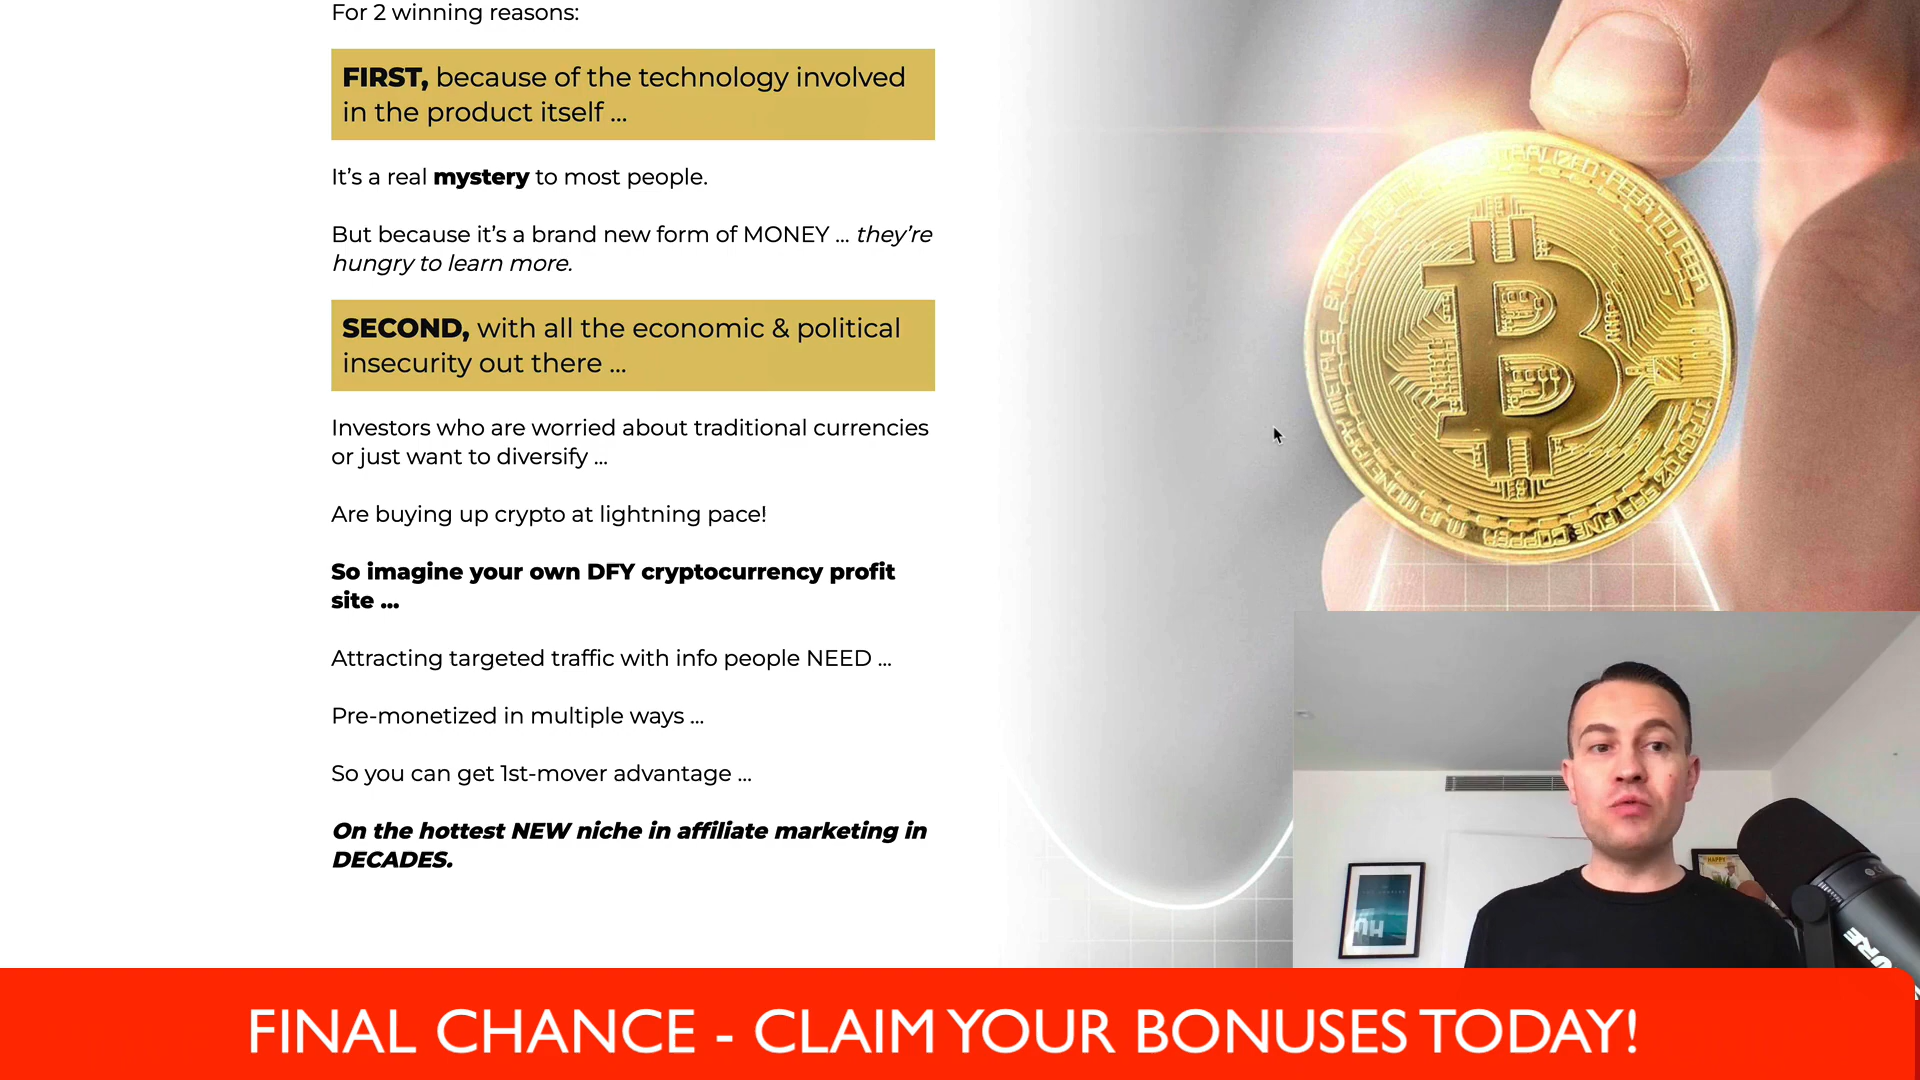 For 2 winning reasons:
FIRST, because of the technology involved
in the product itself ...
It's a real mystery to most people.
But because it's a brand new form of MONEY ... they're
hungry to learn more.
SECOND, with all the economic & political
insecurity out there ...
Investors who are worried about traditional currencies
or just want to diversify ...
Are buying up crypto at lightning pace!
So imagine your own DFY cryptocurrency profit
site ...
Attracting targeted traffic with info people NEED ...
Pre-monetized in multiple ways ...
So you can get 1st-mover advantage ...
On the hottest NEW niche in affiliate marketing in
DECADES.
HAPPY
FINAL CHANCE - CLAIM YOUR BONUSES TODAY!